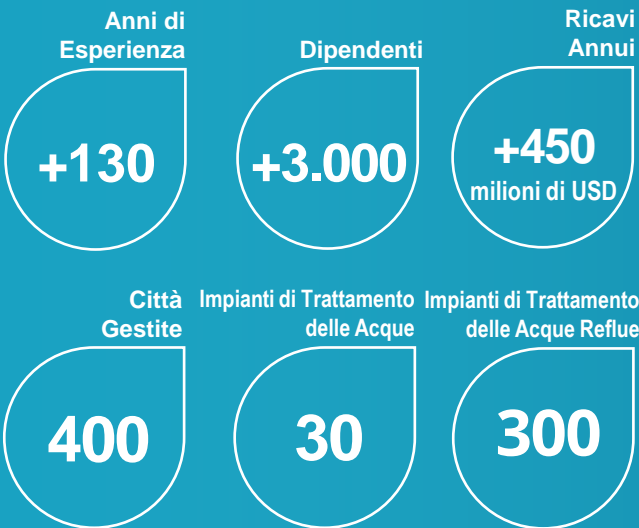 Anni di
Esperienza
+130
Dipendenti
+3.000
Ricavi
Annui
+450
milioni di USD
Città
Gestite
400
Impianti di Trattamento
delle Acque
30
Impianti di Trattamento
delle Acque Reflue
300